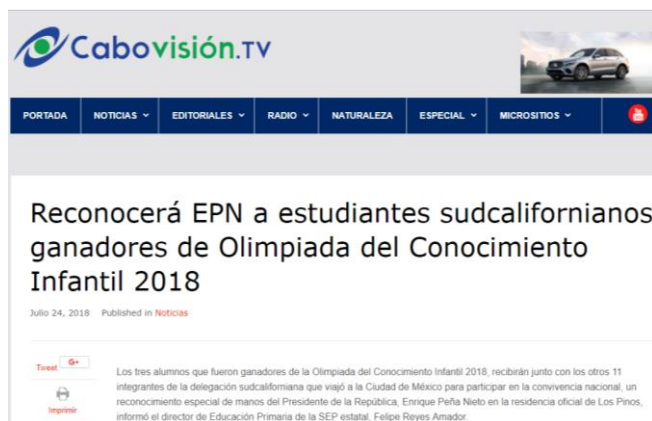 Cabovisión.TV
PORTADA NOTICIAS EDITORIALES RADIO NATURALEZA ESPECIAL MICROSITIOS
Reconocerá EPN a estudiantes sudcalifornianos
ganadores de Olimpiada del Conocimiento
Infantil 2018
Julio 24, 2018 Published in Noticias
Tweet G+
Imprimir
Los tres alumnos que fueron ganadores de la Olimpiada del Conocimiento Infantil 2018, recibirán junto con los otros 11
integrantes de la delegación sudcaliforniana que viajó a la Ciudad de México para participar en la convivencia nacional, un
reconocimiento especial de manos del Presidente de la República, Enrique Peña Nieto en la residencia oficial de Los Pinos,
informó el director de Educación Primaria de la SEP estatal, Felipe Reyes Amador.